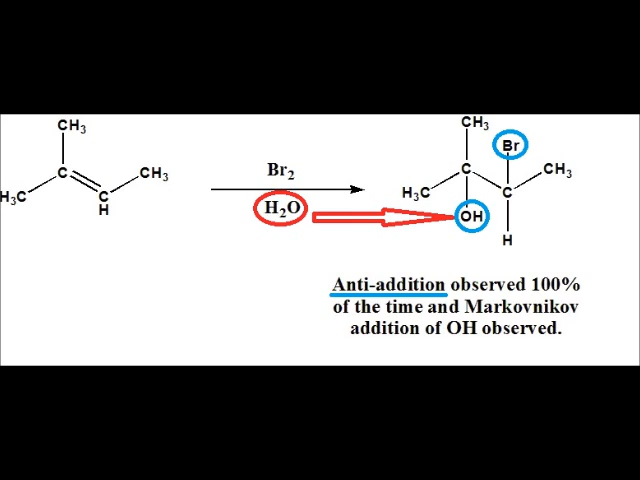 CH3
CH3
C
C
H3C
H
Br2
H2O
CH3
Br
CH3
C
C
H3C
OH
H
Anti-addition observed 100%
of the time and Markovnikov
addition of OH observed.